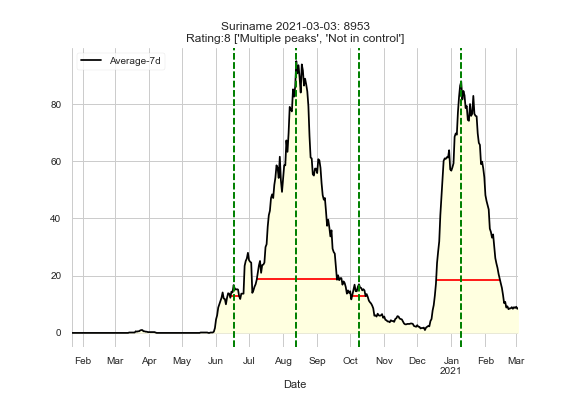 Suriname 2021-03-03: 8953
Rating:8 ['Multiple peaks', 'Not in control']
Average-7d
80
60
40
20
0
Feb Mar Apr May Jun Jul Aug Sep Oct Nov Dec Jan Feb Mar
2021
Date